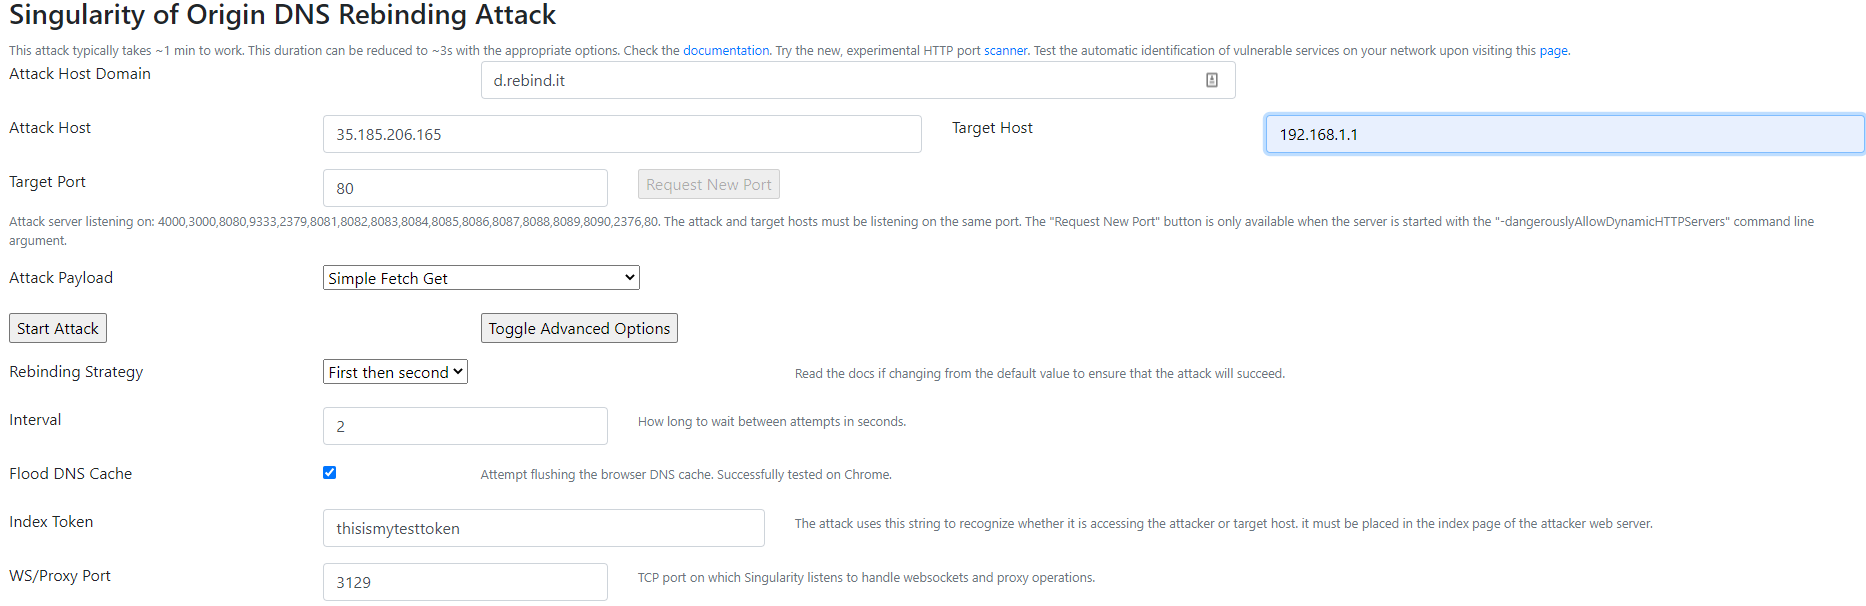 Singularity of Origin DNS Rebinding Attack
This attack typically takes ~1 min to work. This duration can be reduced to ~3s with the appropriate options. Check the documentation. Try the new, experimental HTTP port scanner. Test the automatic identification of vulnerable services on your network upon visiting this page.
Attack Host Domain
d.rebind.it
Attack Host
35.185.206.165
Target Host
192.168.1.1
Target Port
80
Request New Port
Attack server listening on: 4000,3000,8080,9333,2379,8081,8082,8083,8084,8085,8086,8087,8088,8089,8090,2376,80. The attack and target hosts must be listening on the same port. The "Request New Port" button is only available when the server is started with the "-dangerouslyAllowDynamicHTTPServers" command line
argument.
Attack Payload
Simple Fetch Get
Start Attack
Toggle Advanced Options
Rebinding Strategy
First then second
Read the docs if changing from the default value to ensure that the attack will succeed.
Interval
2
How long to wait between attempts in seconds.
Flood DNS Cache
Attempt flushing the browser DNS cache. Successfully tested on Chrome.
Index Token
thisismytesttoken
The attack uses this string to recognize whether it is accessing the attacker or target host. it must be placed in the index page of the attacker web server.
WS/Proxy Port
3129
TCP port on which Singularity listens to handle websockets and proxy operations.